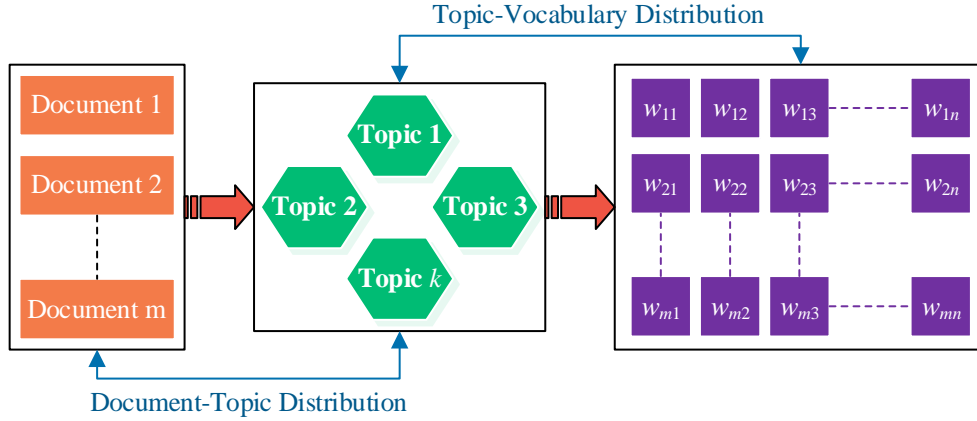 Topic-Vocabulary Distribution
Document 1
Document 2
Document m
Topic 1
Topic 2
Topic 3
Topic k
w11 w12 w13 w1n
w21 w22 w23 w2n
wm1 wm2 wm3 wmn
Document-Topic Distribution